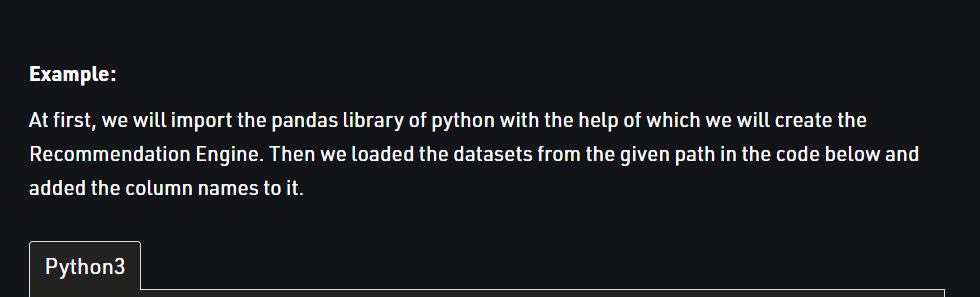 Example:
At first, we will import the pandas library of python with the help of which we will create the
Recommendation Engine. Then we loaded the datasets from the given path in the code below and
added the column names to it.
Python3